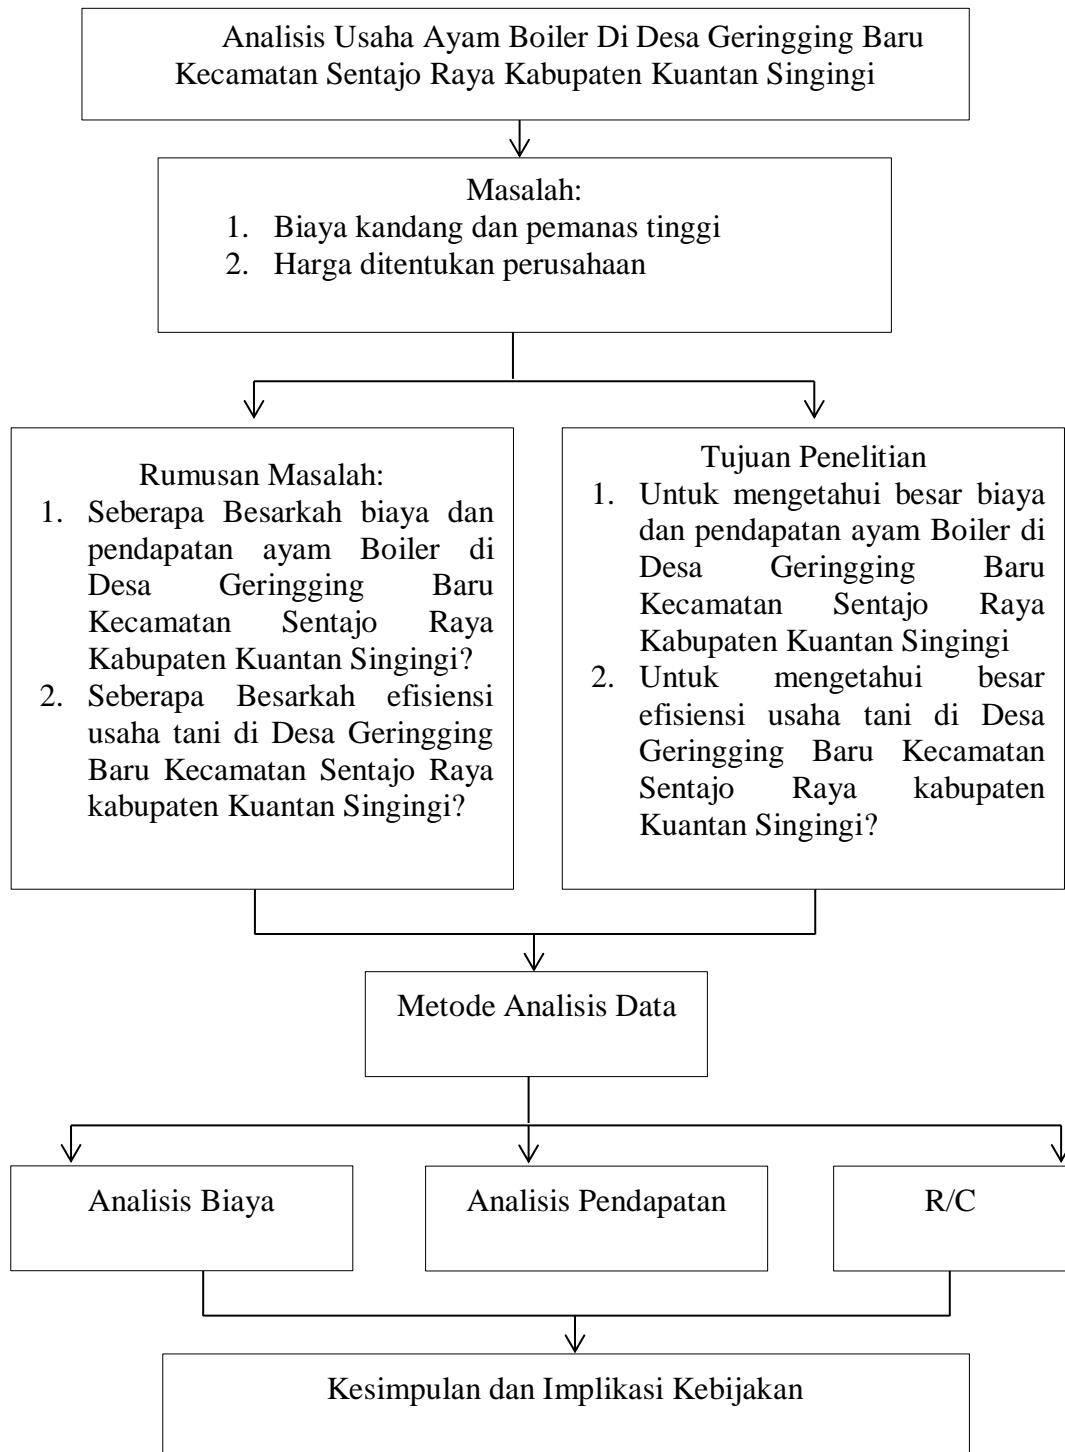 Analisis Usaha Ayam Boiler Di Desa Geringging Baru
Kecamatan Sentajo Raya Kabupaten Kuantan Singingi
Masalah:
1. Biaya kandang dan pemanas tinggi
2. Harga ditentukan perusahaan
Rumusan Masalah:
1. Seberapa Besarkah biaya dan
pendapatan ayam Boiler di
Desa Geringging Baru
Kecamatan Sentajo Raya
Kabupaten Kuantan Singingi?
2. Seberapa Besarkah efisiensi
usaha tani di Desa Geringging
Baru Kecamatan Sentajo Raya
kabupaten Kuantan Singingi?
Tujuan Penelitian
1. Untuk mengetahui besar biaya
dan pendapatan ayam Boiler di
Desa Geringging Baru
Kecamatan Sentajo Raya
Kabupaten Kuantan Singingi
2. Untuk mengetahui besar
efisiensi usaha tani di Desa
Geringging Baru Kecamatan
Sentajo Raya kabupaten
Kuantan Singingi?
Metode Analisis Data
Analisis Biaya
Analisis Pendapatan
R/C
Kesimpulan dan Implikasi Kebijakan